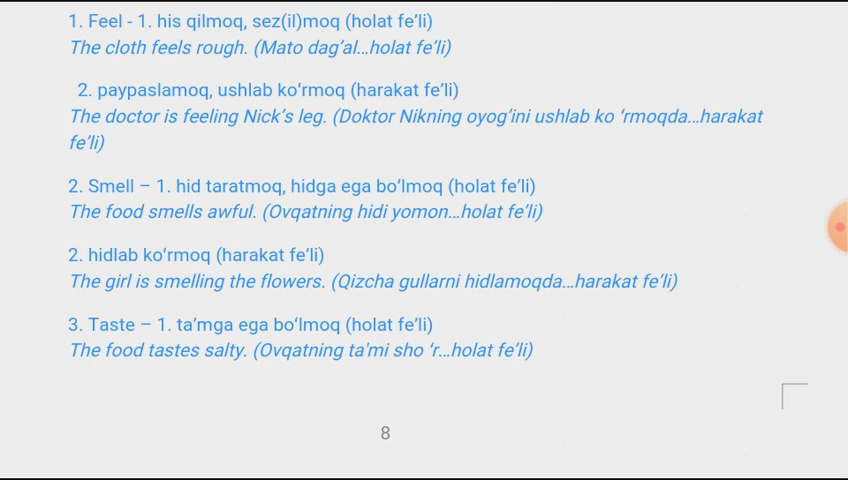 1. Feel - 1. his qilmoq, sez(il)moq (holat fe’li)
The cloth feels rough. (Mato dag’al…holat fe’li)
2. paypaslamoq, ushlab ko‘rmoq (harakat fe’li)
The doctor is feeling Nick’s leg. (Doktor Nikning oyog‘ini ushlab ko ‘rmoqda…harakat
fe’li)
2. Smell – 1. hid taratmoq, hidga ega bo‘lmoq (holat fe’li)
The food smells awful. (Ovqatning hidi yomon…holat fe’li)
2. hidlab ko‘rmoq (harakat fe’li)
The girl is smelling the flowers. (Qizcha gullarni hidlamoqda…harakat fe’li)
3. Taste – 1. ta’mga ega bo‘lmoq (holat fe’li)
The food tastes salty. (Ovqatning ta'mi sho ‘r…holat fe’li)
8